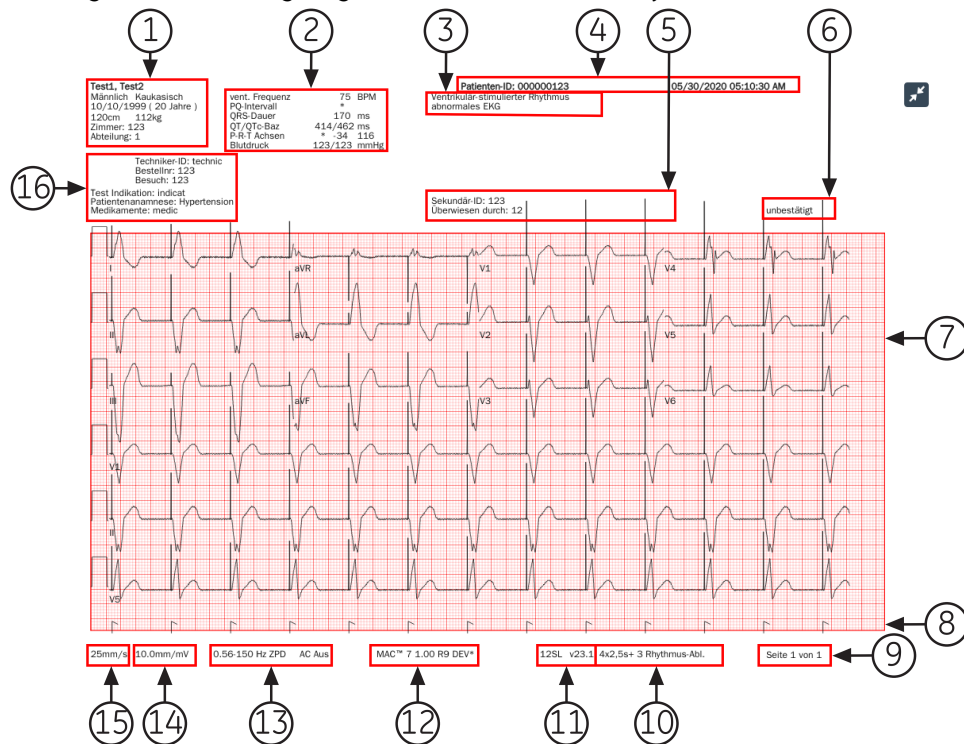 1
2
3
4
5
6
Test1, Test2
Männlich Kaukasisch
10/10/1999 ( 20 Jahre )
120cm 112kg
Zimmer: 123
Abteilung: 1
vent. Frequenz 75 BPM
PQ-Intervall *
QRS-Dauer 170 ms
QT/QTc-Baz 414/462 ms
P-R-T Achsen * -34 116
Blutdruck 123/123 mmHg
Patienten-ID: 000000123 05/30/2020 05:10:30 AM
Ventrikulär-stimulierter Rhythmus
abnormales EKG
16
Techniker-ID: technic
Bestellnr: 123
Besuch: 123
Test Indikation: indicat
Patientenanamnese: Hypertension
Medikamente: medic
Sekundär-ID: 123
Überwiesen durch: 12
unbestätigt
I aVR V1 V4
II aVL V2 V5
7
III aVF V3 V6
V1
II
V5
8
25mm/s 10.0mm/mV 0.56-150 Hz ZPD AC Aus MAC™ 7 1.00 R9 DEV* 12SL v23.1 4x2,5s+ 3 Rhythmus-Abl. Seite 1 von 1
9
15
14
13
12
11
10